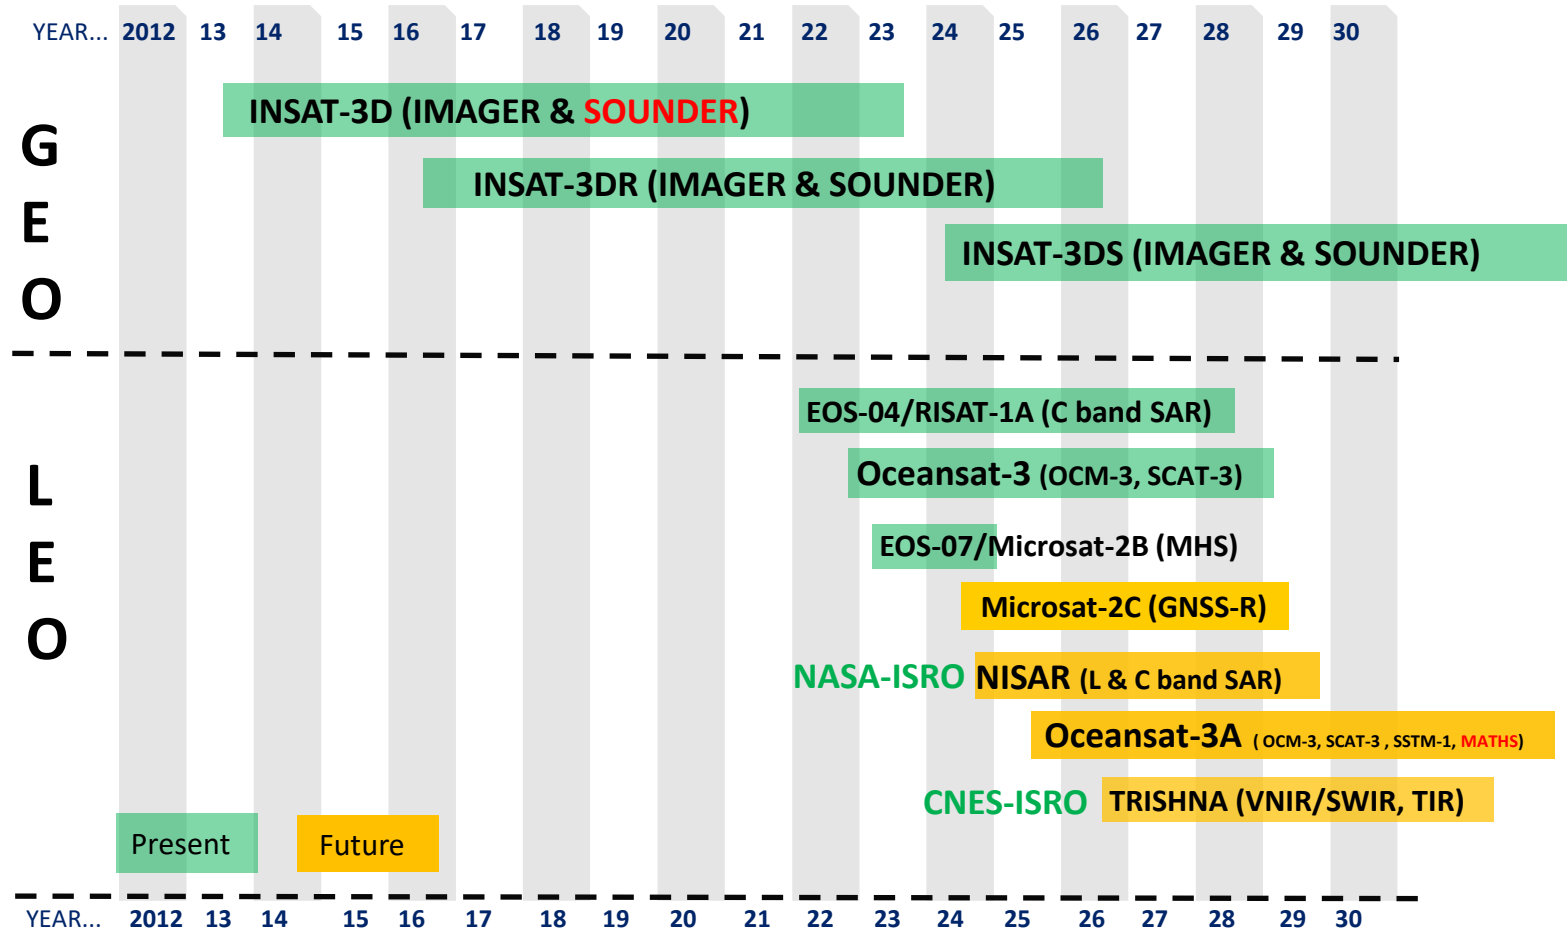 YEAR... 2012 13 14 15 16 17 18 19 20 21 22 23 24 25 26 27 28 29 30
GEO
INSAT-3D (IMAGER & SOUNDER)
INSAT-3DR (IMAGER & SOUNDER)
INSAT-3DS (IMAGER & SOUNDER)
LEO
EOS-04/RISAT-1A (C band SAR)
Oceansat-3 (OCM-3, SCAT-3)
EOS-07/Microsat-2B (MHS)
Microsat-2C (GNSS-R)
NASA-ISRO NISAR (L & C band SAR)
Oceansat-3A ( OCM-3, SCAT-3 , SSTM-1, MATHS)
CNES-ISRO TRISHNA (VNIR/SWIR, TIR)
Present Future
YEAR... 2012 13 14 15 16 17 18 19 20 21 22 23 24 25 26 27 28 29 30